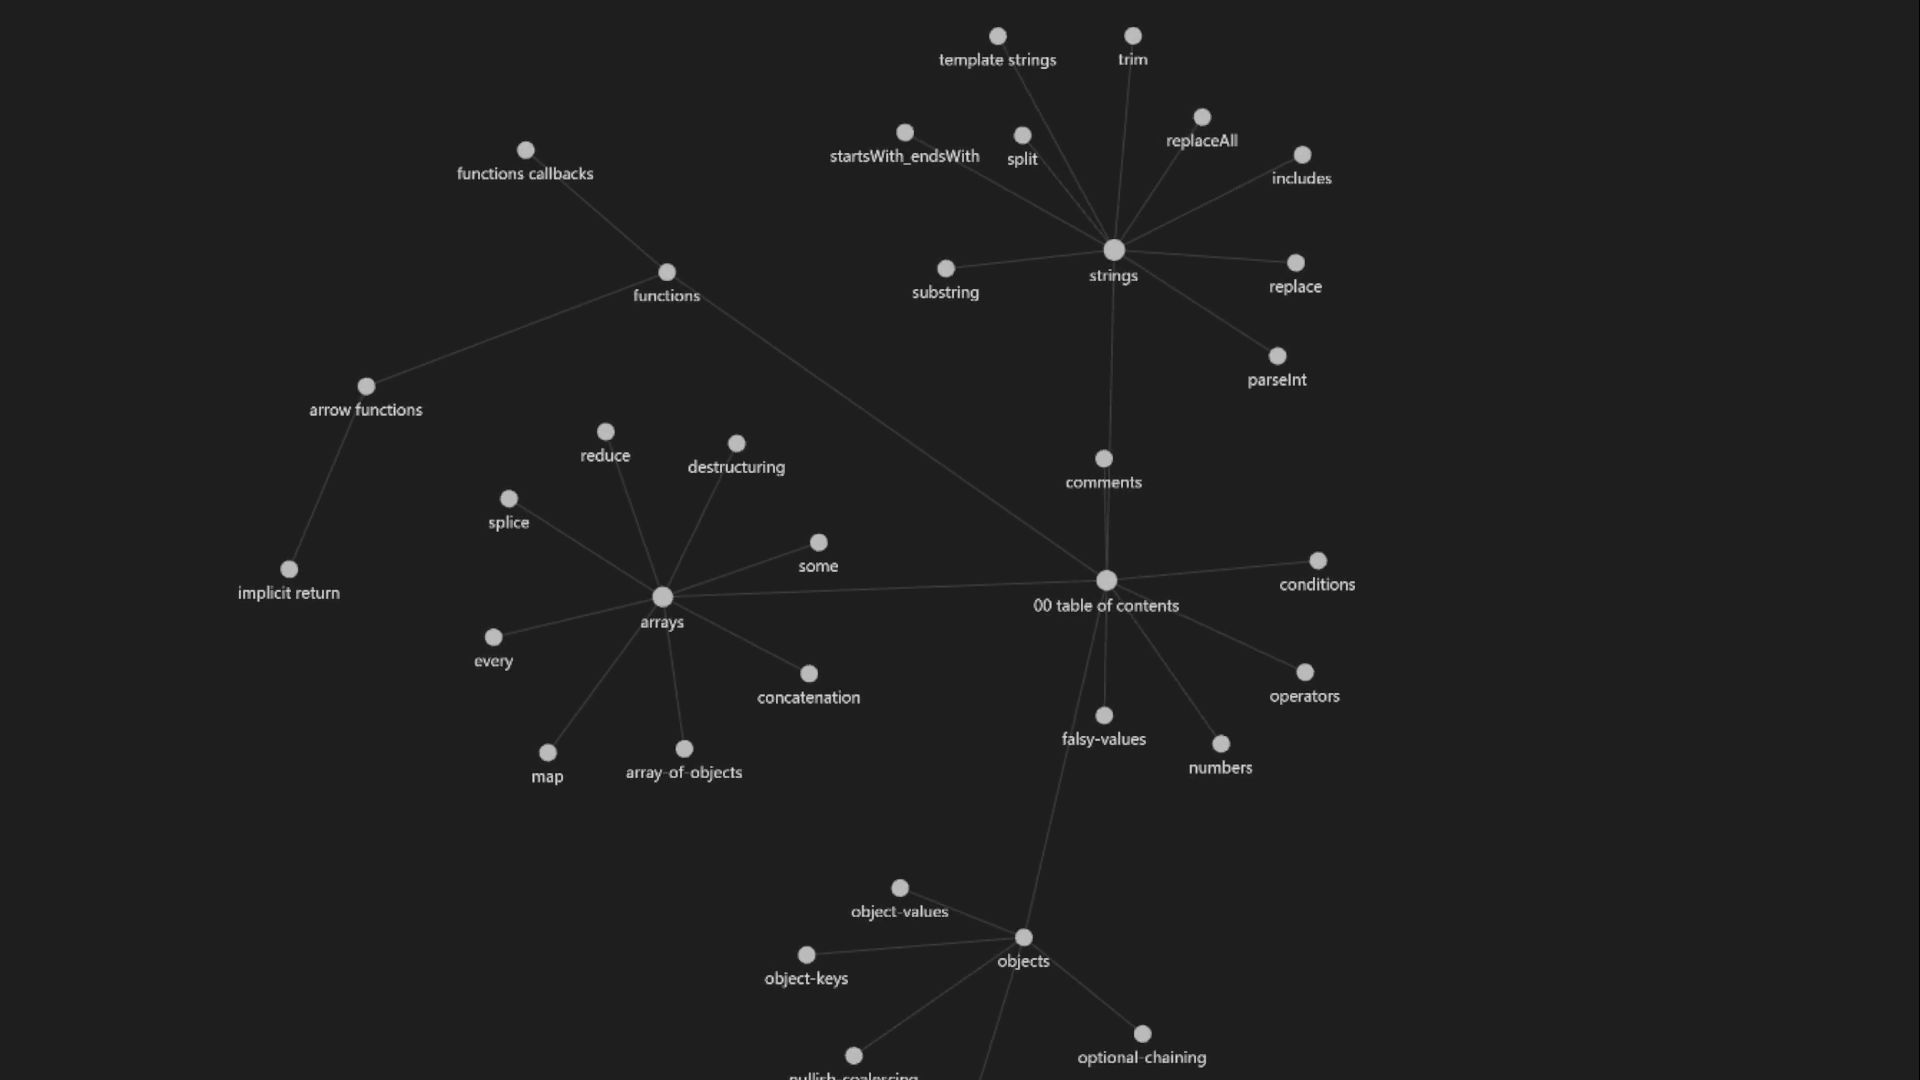 template strings
trim
replaceAll
startsWith_endsWith
split
functions callbacks
includes
strings
replace
substring
functions
parseInt
arrow functions
reduce
destructuring
comments
splice
some
conditions
implicit return
00 table of contents
arrays
every
concatenation
operators
falsy-values
numbers
array-of-objects
map
object-values
objects
object-keys
optional-chaining
nullish-coalescing